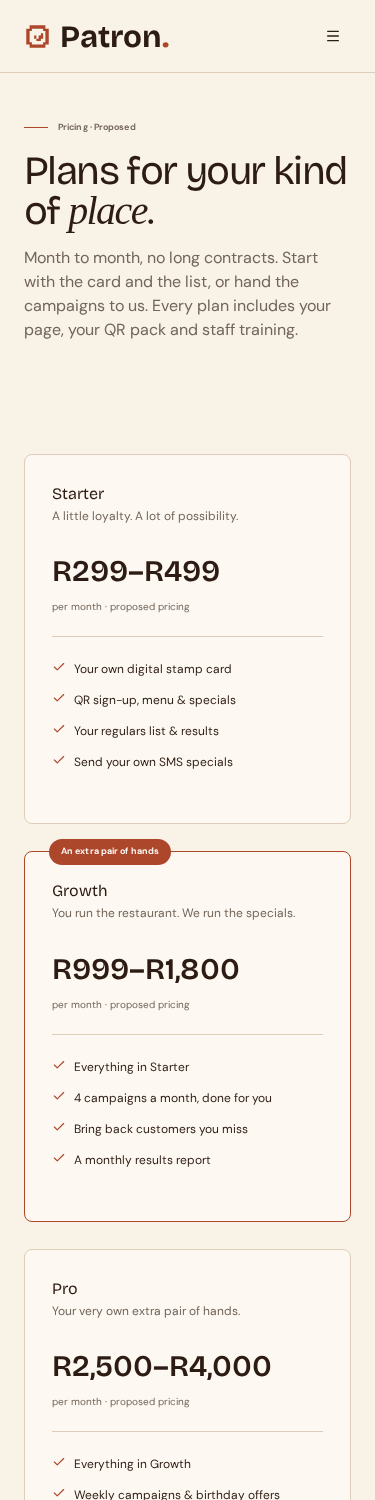 Patron.
Pricing · Proposed
Plans for your kind
of place.
Month to month, no long contracts. Start
with the card and the list, or hand the
campaigns to us. Every plan includes your
page, your QR pack and staff training.
Starter
A little loyalty. A lot of possibility.
R299–R499
per month · proposed pricing
Your own digital stamp card
QR sign-up, menu & specials
Your regulars list & results
Send your own SMS specials
An extra pair of hands
Growth
You run the restaurant. We run the specials.
R999–R1,800
per month · proposed pricing
Everything in Starter
4 campaigns a month, done for you
Bring back customers you miss
A monthly results report
Pro
Your very own extra pair of hands.
R2,500–R4,000
per month · proposed pricing
Everything in Growth
Weekly campaigns & birthday offers